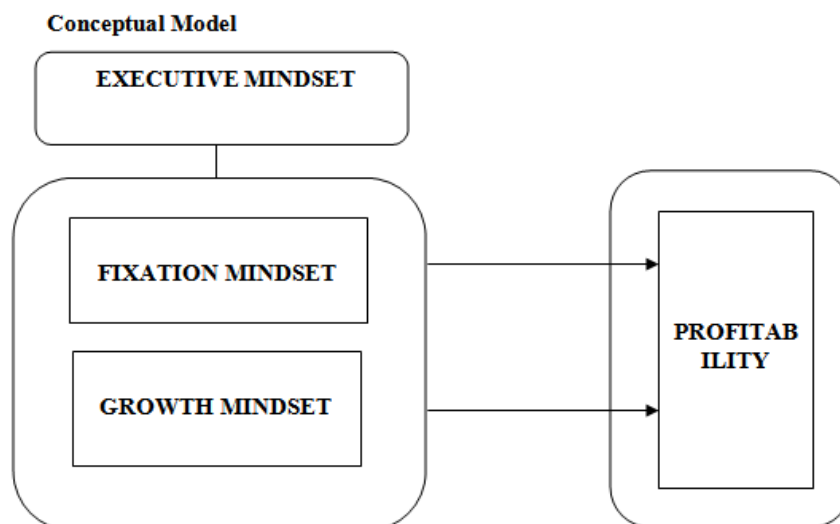 Conceptual Model
EXECUTIVE MINDSET
FIXATION MINDSET
GROWTH MINDSET
PROFITAB
ILITY